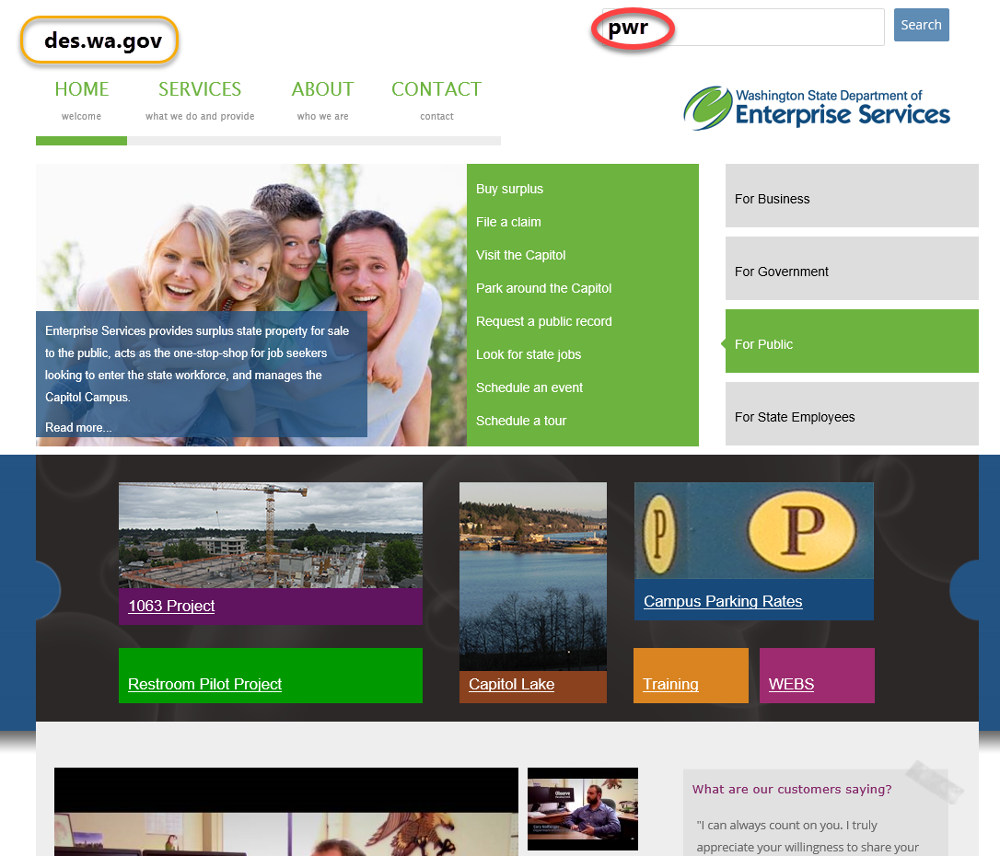 des.wa.gov
pwr
Search
HOME
SERVICES
ABOUT
CONTACT
welcome
what we do and provide
who we are
contact
Washington State Department of
Enterprise Services
Enterprise Services provides surplus state property for sale
to the public, acts as the one-stop-shop for job seekers
looking to enter the state workforce, and manages the
Capitol Campus.
Read more...
Buy surplus
File a claim
Visit the Capitol
Park around the Capitol
Request a public record
Look for state jobs
Schedule an event
Schedule a tour
For Business
For Government
For Public
For State Employees
1063 Project
Restroom Pilot Project
Capitol Lake
P
P
Campus Parking Rates
Training
WEBS
Observe
What are our customers saying?
"I can always count on you. I truly
appreciate your willingness to share your